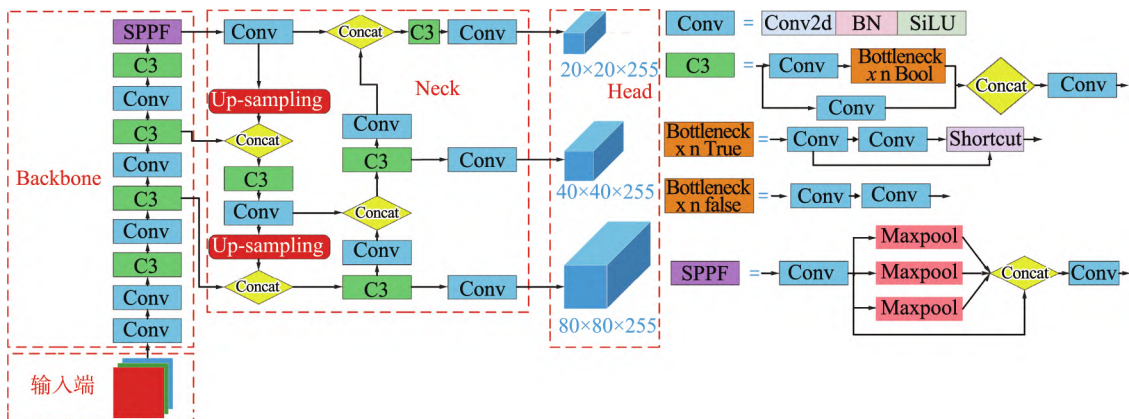 SPPF
C3
Conv
C3
Conv
C3
Conv
C3
Conv
Conv
Backbone
输入端
Conv
Concat
C3
Conv
Neck
Up-sampling
Concat
C3
Conv
Up-sampling
Concat
Conv
C3
Conv
Concat
Conv
C3
Conv
20×20×255
Head
40×40×255
80×80×255
Conv = Conv2d BN SiLU
C3 = Conv
Bottleneck
x n Bool
Conv
Concat
Conv
Bottleneck
x n True
= Conv Conv Shortcut
Bottleneck
x n false
= Conv Conv
SPPF = Conv
Maxpool
Maxpool
Maxpool
Concat
Conv